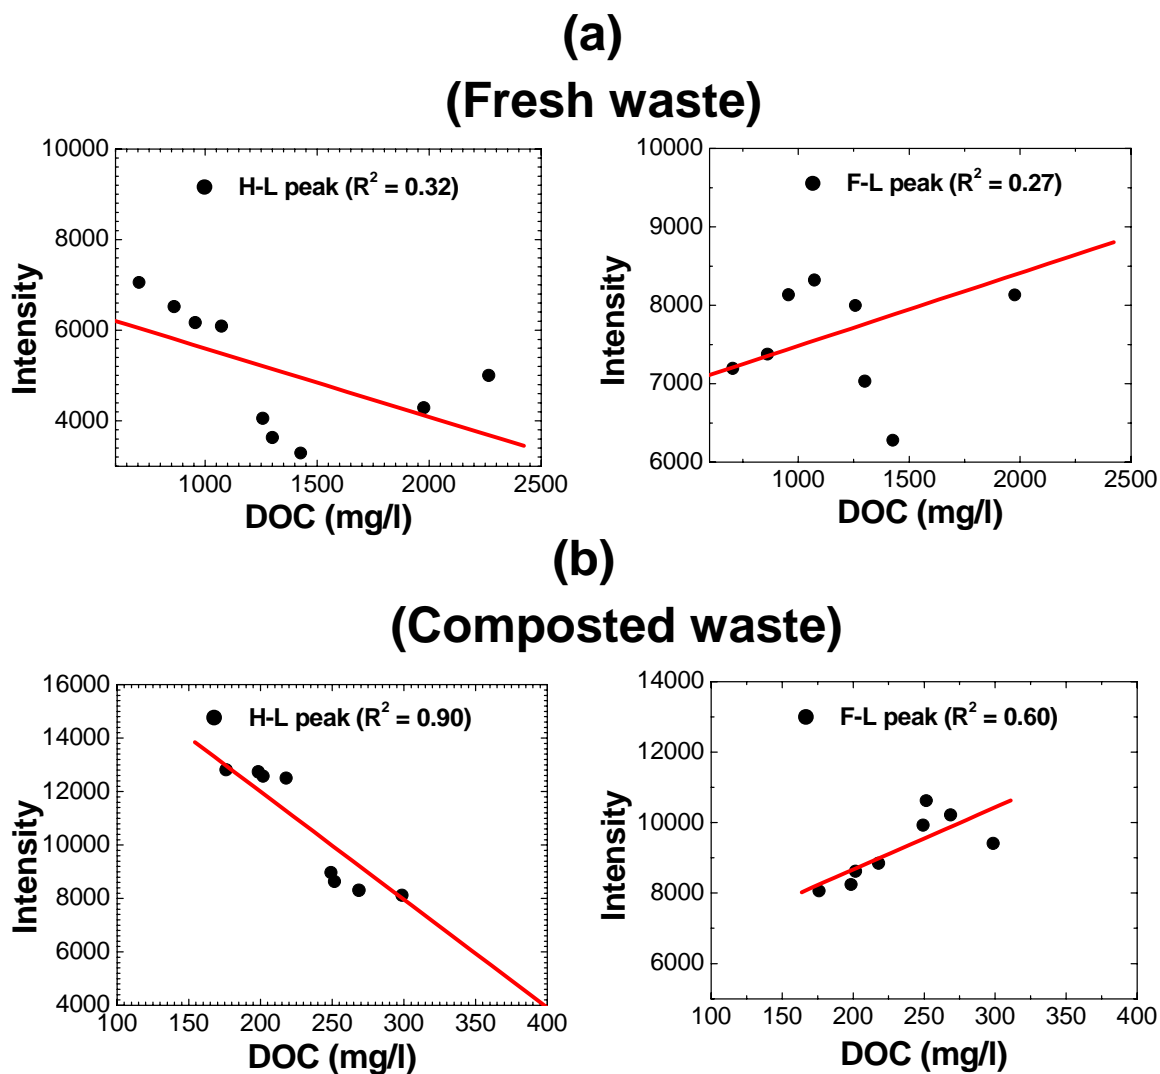 (a)
(Fresh waste)
10000
8000
6000
4000
Intensity
H-L peak (R² = 0.32)
1000 1500 2000 2500
DOC (mg/l)
10000
9000
8000
7000
6000
Intensity
F-L peak (R² = 0.27)
1000 1500 2000 2500
DOC (mg/l)
(b)
(Composted waste)
16000
14000
12000
10000
8000
6000
4000
Intensity
H-L peak (R² = 0.90)
100 150 200 250 300 350 400
DOC (mg/l)
14000
12000
10000
8000
6000
Intensity
F-L peak (R² = 0.60)
100 150 200 250 300 350 400
DOC (mg/l)